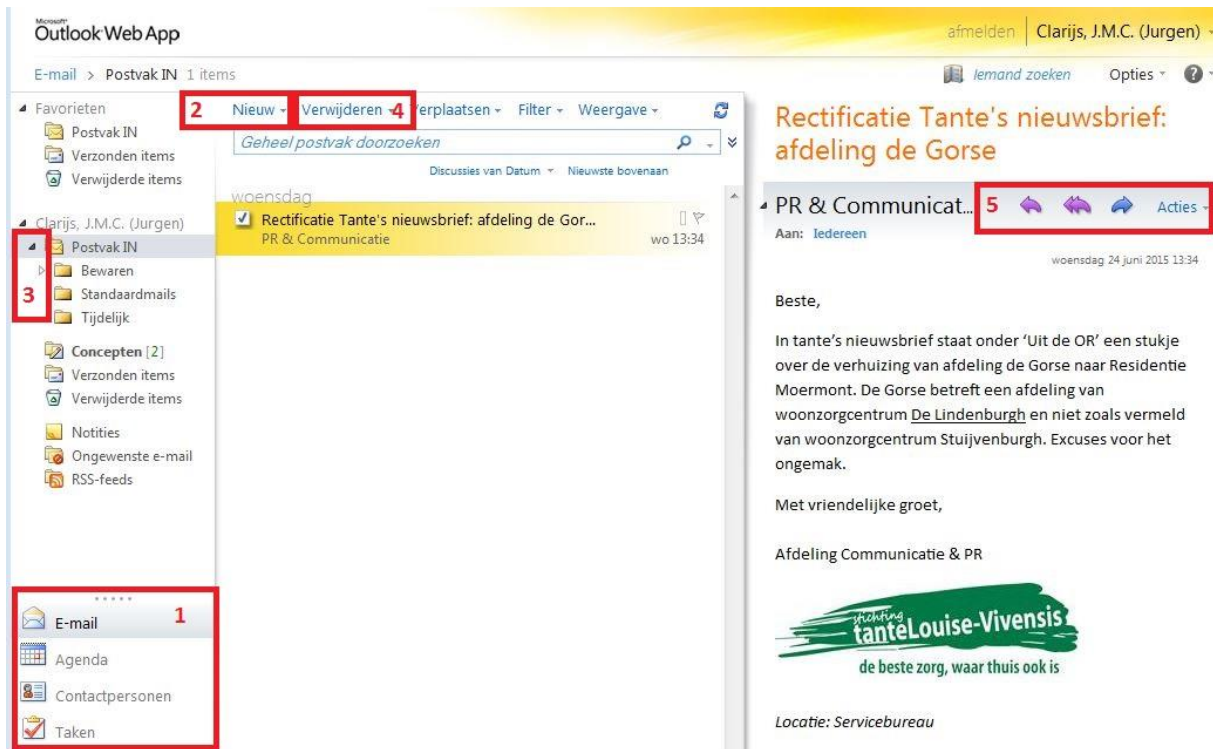 Microsoft®
Outlook Web App
afmelden Clarijs, J.M.C. (Jurgen)
E-mail > Postvak IN 1 items
Iemand zoeken Opties ?
Favorieten
Postvak IN
Verzonden items
Verwijderde items
Clarijs, J.M.C. (Jurgen)
Postvak IN
3
Bewaren
Standaardmails
Tijdelijk
Concepten [2]
Verzonden items
Verwijderde items
Notities
Ongewenste e-mail
RSS-feeds
1
E-mail
Agenda
Contactpersonen
Taken
2 Nieuw Verwijderen 4 erplaatsen Filter Weergave
Geheel postvak doorzoeken
Discussies van Datum Nieuwste bovenaan
woensdag
Rectificatie Tante's nieuwsbrief: afdeling de Gor...
PR & Communicatie wo 13:34
Rectificatie Tante's nieuwsbrief:
afdeling de Gorse
PR & Communicat... 5 Acties
Aan: Iedereen
woensdag 24 juni 2015 13:34
Beste,
In tante's nieuwsbrief staat onder ‘Uit de OR’ een stukje
over de verhuizing van afdeling de Gorse naar Residentie
Moermont. De Gorse betreft een afdeling van
woonzorgcentrum De Lindenburgh en niet zoals vermeld
van woonzorgcentrum Stuijvenburgh. Excuses voor het
ongemak.
Met vriendelijke groet,
Afdeling Communicatie & PR
stichting
tanteLouise-Vivensis
de beste zorg, waar thuis ook is
Locatie: Servicebureau